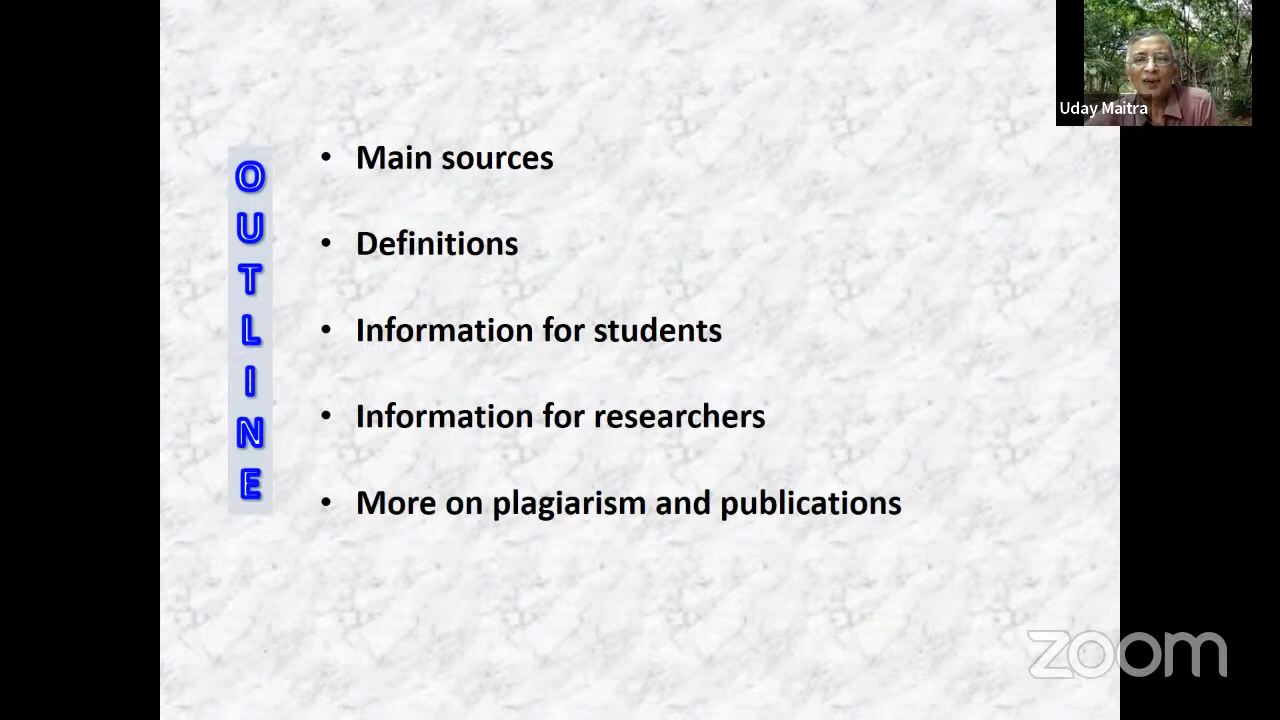 OUTLINE
• Main sources
• Definitions
• Information for students
• Information for researchers
• More on plagiarism and publications
Uday Maitra
zoom